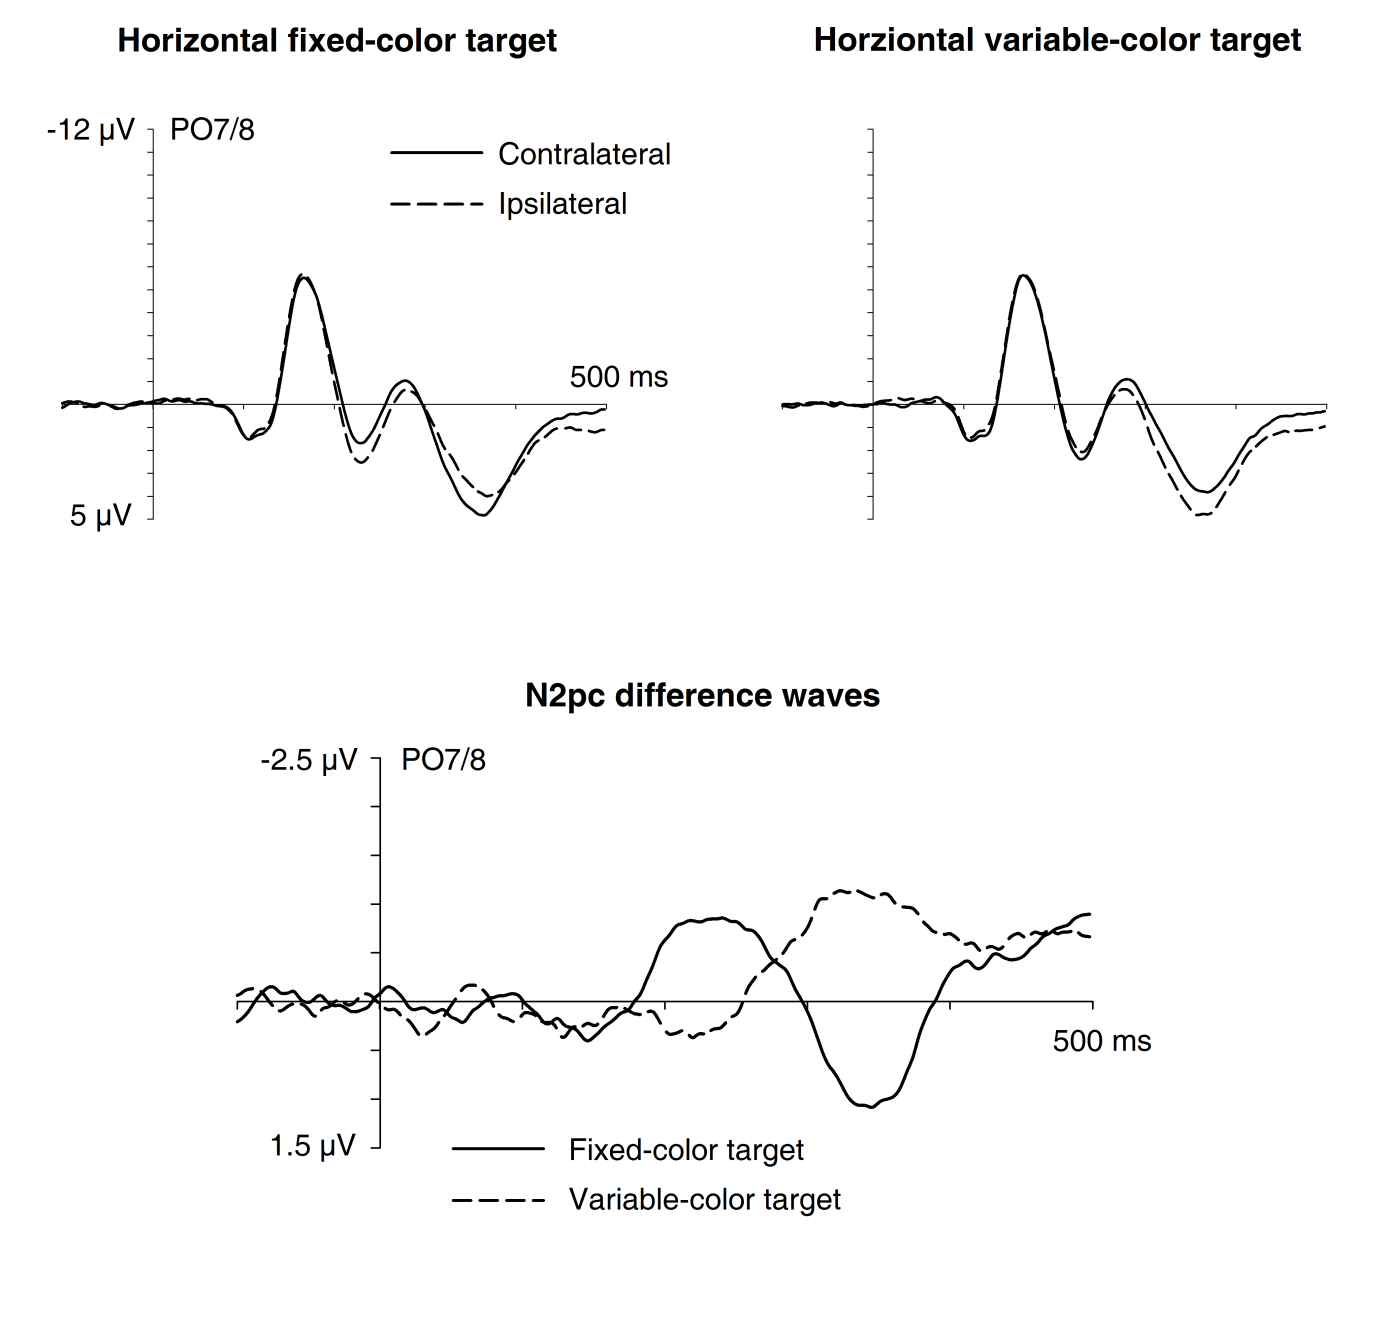 Horizontal fixed-color target
Horziontal variable-color target
-12 µV
PO7/8
Contralateral
Ipsilateral
500 ms
5 µV
N2pc difference waves
-2.5 µV
PO7/8
500 ms
1.5 µV
Fixed-color target
Variable-color target